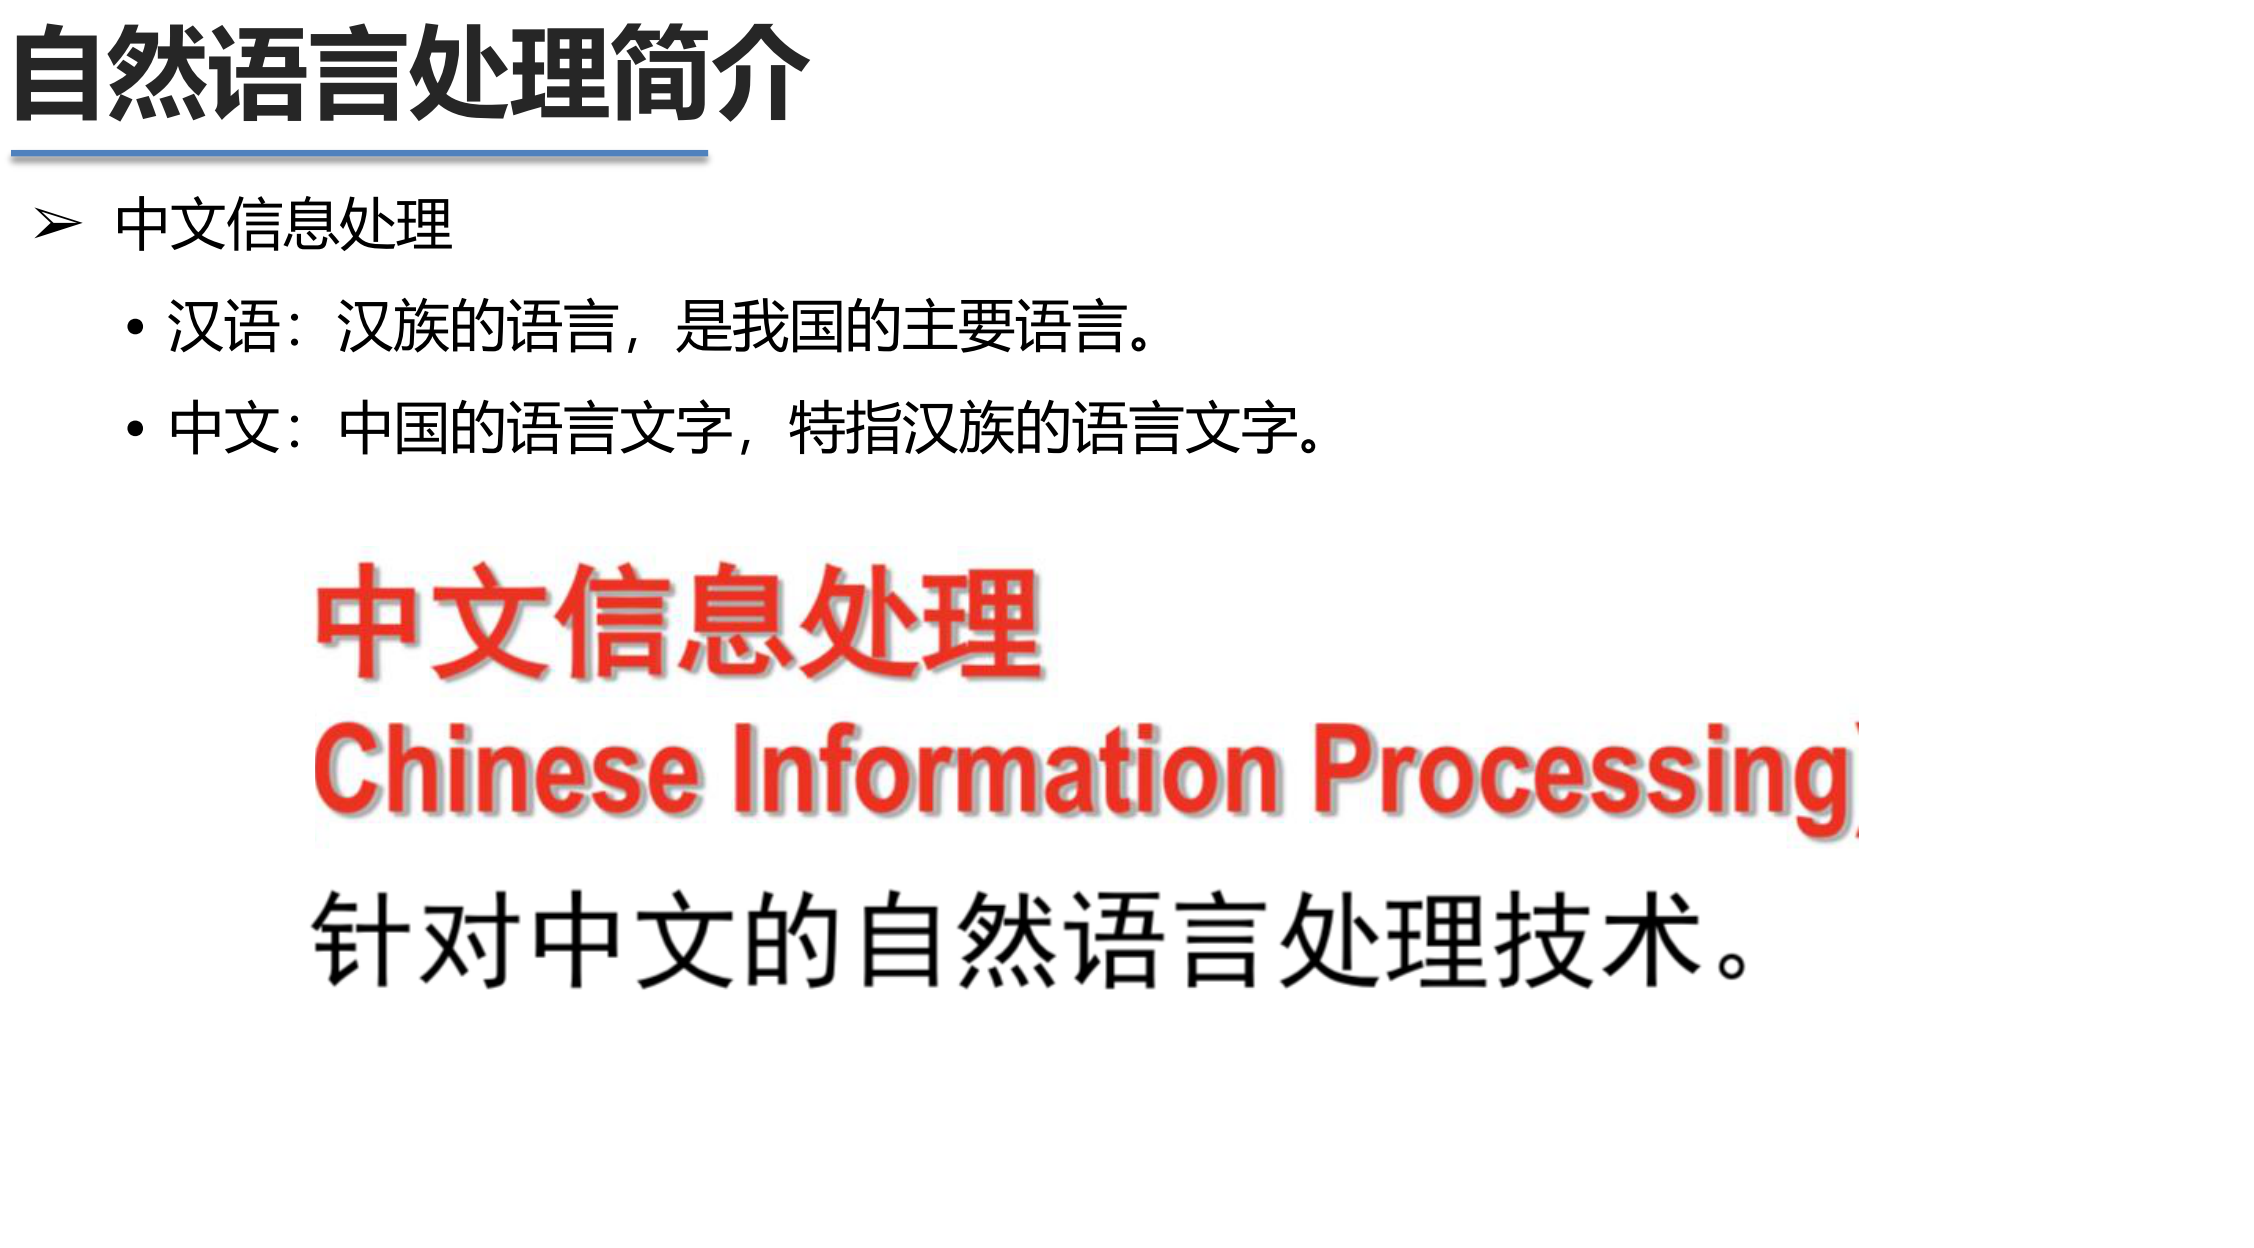 自然语言处理简介
➢ 中文信息处理
• 汉语：汉族的语言，是我国的主要语言。
• 中文：中国的语言文字，特指汉族的语言文字。
中文信息处理
Chinese Information Processing
针对中文的自然语言处理技术。